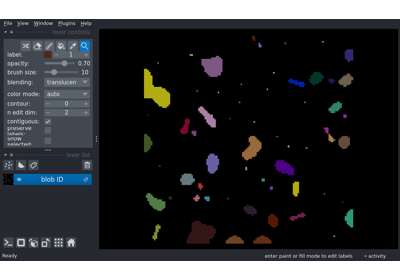 File View Window Plugins Help
layer controls
label: 1
opacity: 0.70
brush size: 10
blending: translucen
color mode: auto
contour: 0
n edit dim: 2
contiguous:
preserve
labels:
show
selected:
layer list
blob ID
Ready
enter paint or fill mode to edit labels
activity